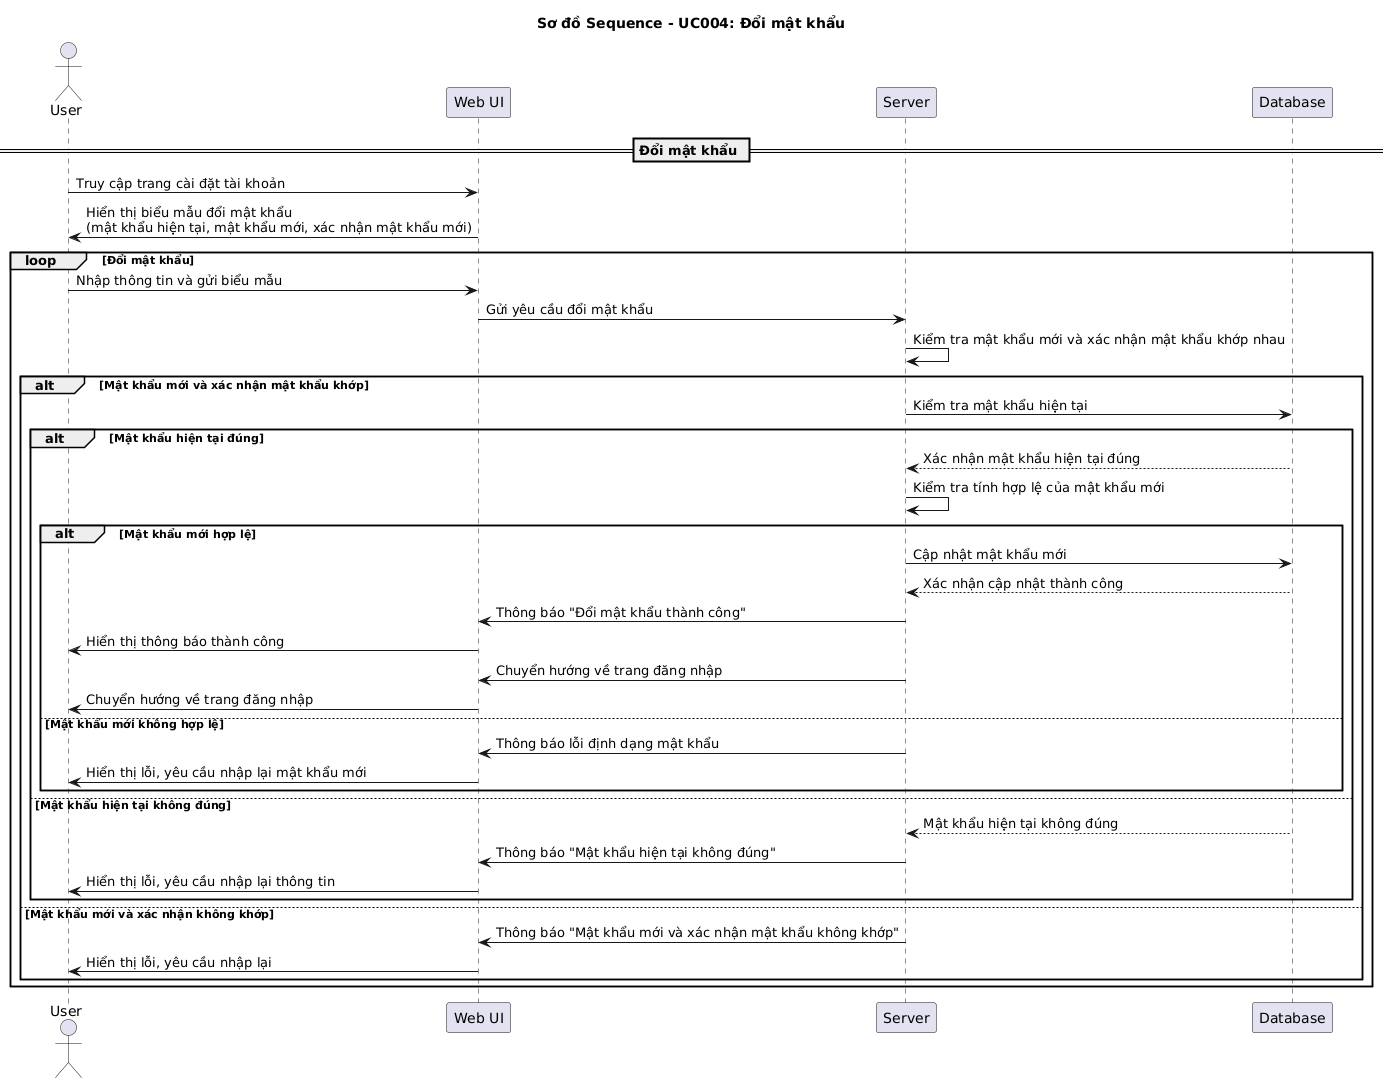 Sơ đồ Sequence - UC004: Đổi mật khẩu
User
Web UI
Server
Database
Đổi mật khẩu
Truy cập trang cài đặt tài khoản
Hiển thị biểu mẫu đổi mật khẩu
(mật khẩu hiện tại, mật khẩu mới, xác nhận mật khẩu mới)
loop [Đổi mật khẩu]
Nhập thông tin và gửi biểu mẫu
Gửi yêu cầu đổi mật khẩu
Kiểm tra mật khẩu mới và xác nhận mật khẩu khớp nhau
alt [Mật khẩu mới và xác nhận mật khẩu khớp]
Kiểm tra mật khẩu hiện tại
alt [Mật khẩu hiện tại đúng]
Xác nhận mật khẩu hiện tại đúng
Kiểm tra tính hợp lệ của mật khẩu mới
alt [Mật khẩu mới hợp lệ]
Cập nhật mật khẩu mới
Xác nhận cập nhật thành công
Thông báo "Đổi mật khẩu thành công"
Hiển thị thông báo thành công
Chuyển hướng về trang đăng nhập
Chuyển hướng về trang đăng nhập
[Mật khẩu mới không hợp lệ]
Thông báo lỗi định dạng mật khẩu
Hiển thị lỗi, yêu cầu nhập lại mật khẩu mới
[Mật khẩu hiện tại không đúng]
Mật khẩu hiện tại không đúng
Thông báo "Mật khẩu hiện tại không đúng"
Hiển thị lỗi, yêu cầu nhập lại thông tin
[Mật khẩu mới và xác nhận không khớp]
Thông báo "Mật khẩu mới và xác nhận mật khẩu không khớp"
Hiển thị lỗi, yêu cầu nhập lại
User
Web UI
Server
Database